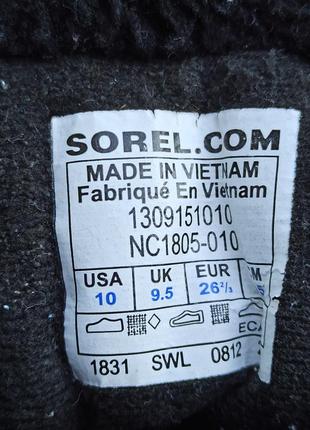 SOREL.COM
MADE IN VIETNAM
Fabriqué En Vietnam
1309151010
NC1805-010
USA UK EUR
10 9.5 26²/₃
1831 SWL 0812